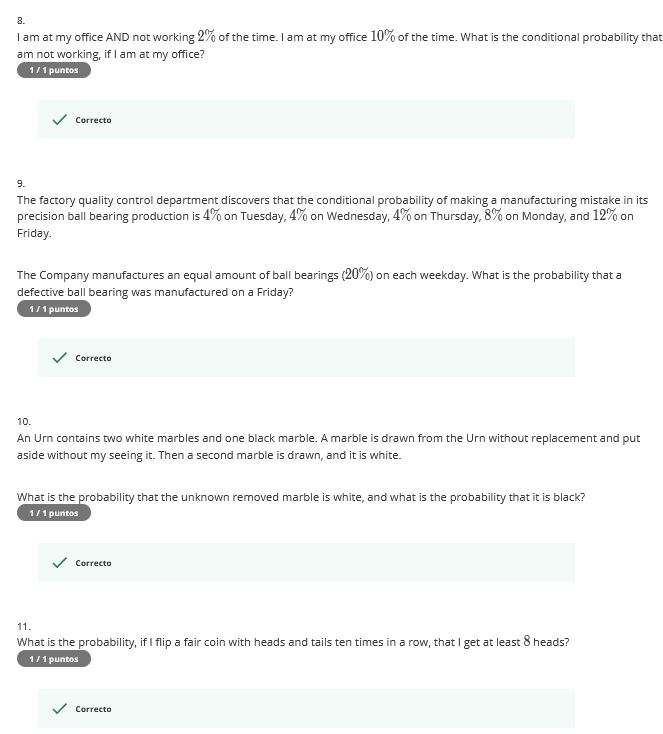 8.
I am at my office AND not working 2% of the time. I am at my office 10% of the time. What is the conditional probability that
am not working, if I am at my office?
1 / 1 puntos
Correcto
9.
The factory quality control department discovers that the conditional probability of making a manufacturing mistake in its
precision ball bearing production is 4% on Tuesday, 4% on Wednesday, 4% on Thursday, 8% on Monday, and 12% on
Friday.
The Company manufactures an equal amount of ball bearings (20%) on each weekday. What is the probability that a
defective ball bearing was manufactured on a Friday?
1 / 1 puntos
Correcto
10.
An Urn contains two white marbles and one black marble. A marble is drawn from the Urn without replacement and put
aside without my seeing it. Then a second marble is drawn, and it is white.
What is the probability that the unknown removed marble is white, and what is the probability that it is black?
1 / 1 puntos
Correcto
11.
What is the probability, if I flip a fair coin with heads and tails ten times in a row, that I get at least 8 heads?
1 / 1 puntos
Correcto